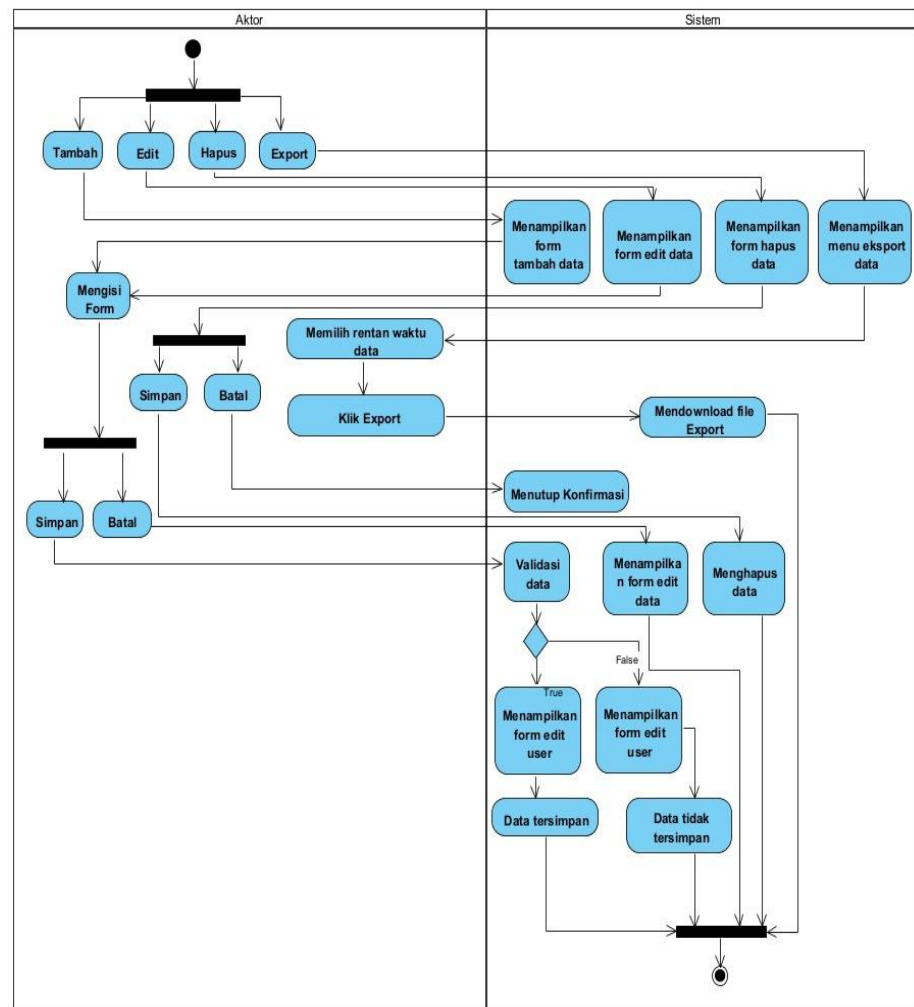 Aktor
Sistem
Tambah
Edit
Hapus
Export
Menampilkan
form
tambah data
Menampilkan
form edit data
Menampilkan
form hapus
data
Menampilkan
menu eksport
data
Mengisi
Form
Memilih rentan waktu
data
Simpan
Batal
Klik Export
Mendownload file
Export
Menutup Konfirmasi
Simpan
Batal
Validasi
data
Menampilka
n form edit
data
Menghapus
data
False
True
Menampilkan
form edit
user
Menampilkan
form edit
user
Data tersimpan
Data tidak
tersimpan